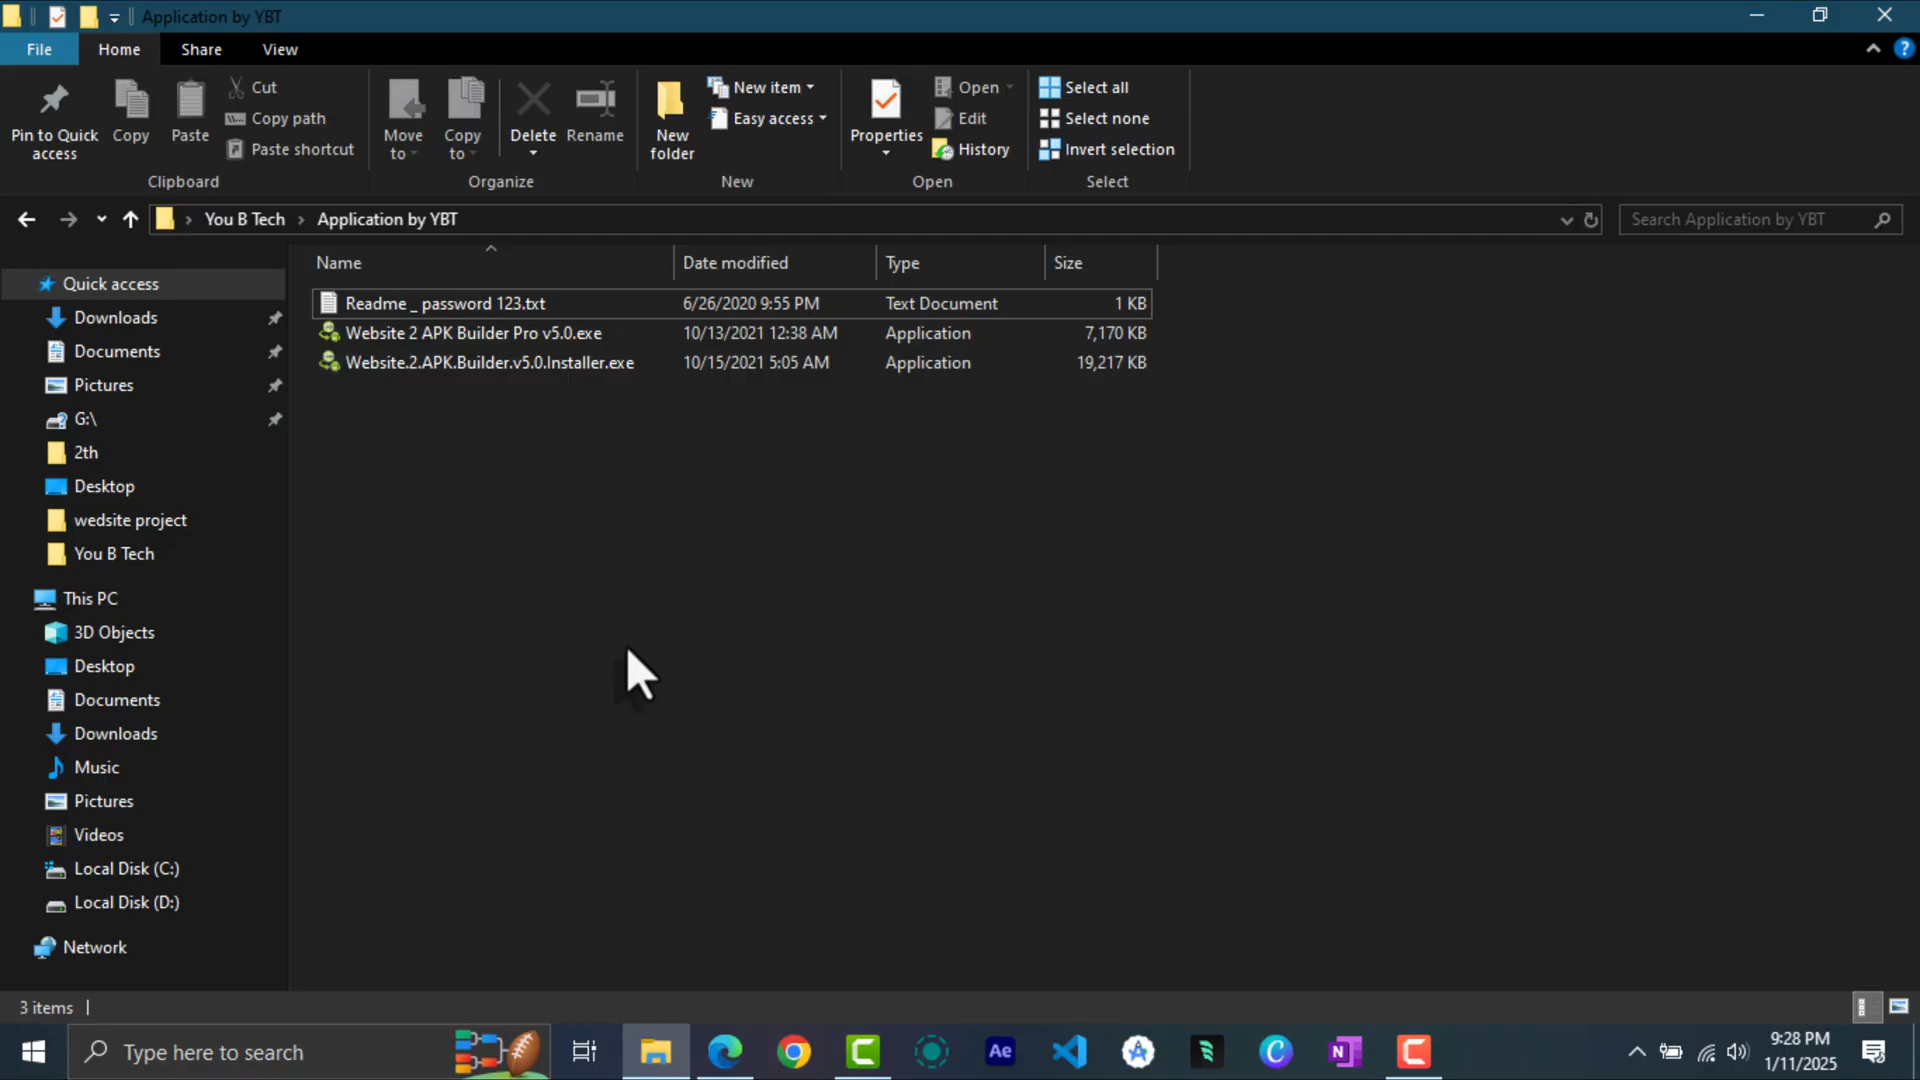 Application by YBT
File Home Share View
Pin to Quick access
Copy
Paste
Cut
Copy path
Paste shortcut
Clipboard
Move to
Copy to
Delete
Rename
Organize
New folder
New item
Easy access
New
Properties
Open
Edit
History
Open
Select all
Select none
Invert selection
Select
You B Tech > Application by YBT
Search Application by YBT
Name Date modified Type Size
Readme _ password 123.txt 6/26/2020 9:55 PM Text Document 1 KB
Website 2 APK Builder Pro v5.0.exe 10/13/2021 12:38 AM Application 7,170 KB
Website.2.APK.Builder.v5.0.Installer.exe 10/15/2021 5:05 AM Application 19,217 KB
Quick access
Downloads
Documents
Pictures
G:\
2th
Desktop
wedsite project
You B Tech
This PC
3D Objects
Desktop
Documents
Downloads
Music
Pictures
Videos
Local Disk (C:)
Local Disk (D:)
Network
3 items
Type here to search
Ae
N
9:28 PM
1/11/2025